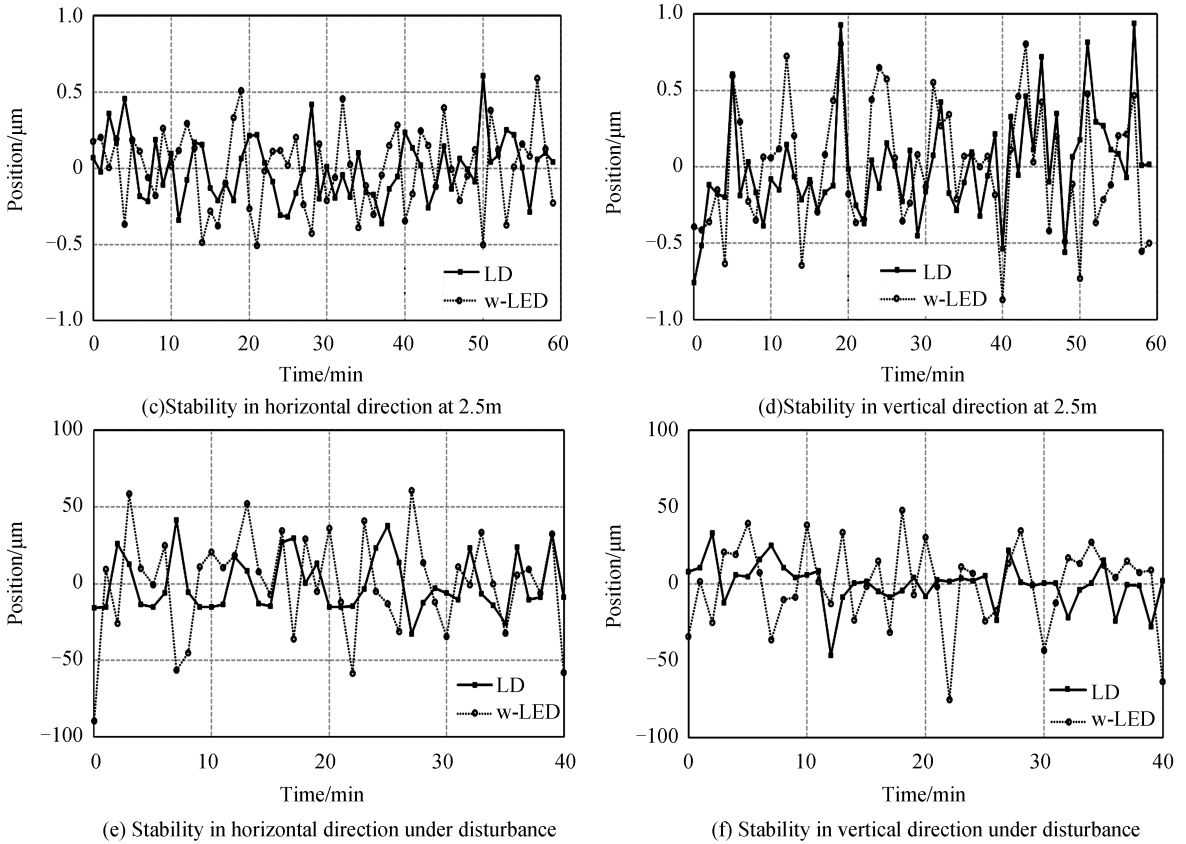 1.0
0.5
0
−0.5
−1.0
Position/μm
0 10 20 30 40 50 60
Time/min
LD
w-LED
(c)Stability in horizontal direction at 2.5m
1.0
0.5
0
−0.5
−1.0
Position/μm
0 10 20 30 40 50 60
Time/min
LD
w-LED
(d)Stability in vertical direction at 2.5m
100
50
0
−50
−100
Position/μm
0 10 20 30 40
Time/min
LD
w-LED
(e) Stability in horizontal direction under disturbance
100
50
0
−50
−100
Position/μm
0 10 20 30 40
Time/min
LD
w-LED
(f) Stability in vertical direction under disturbance